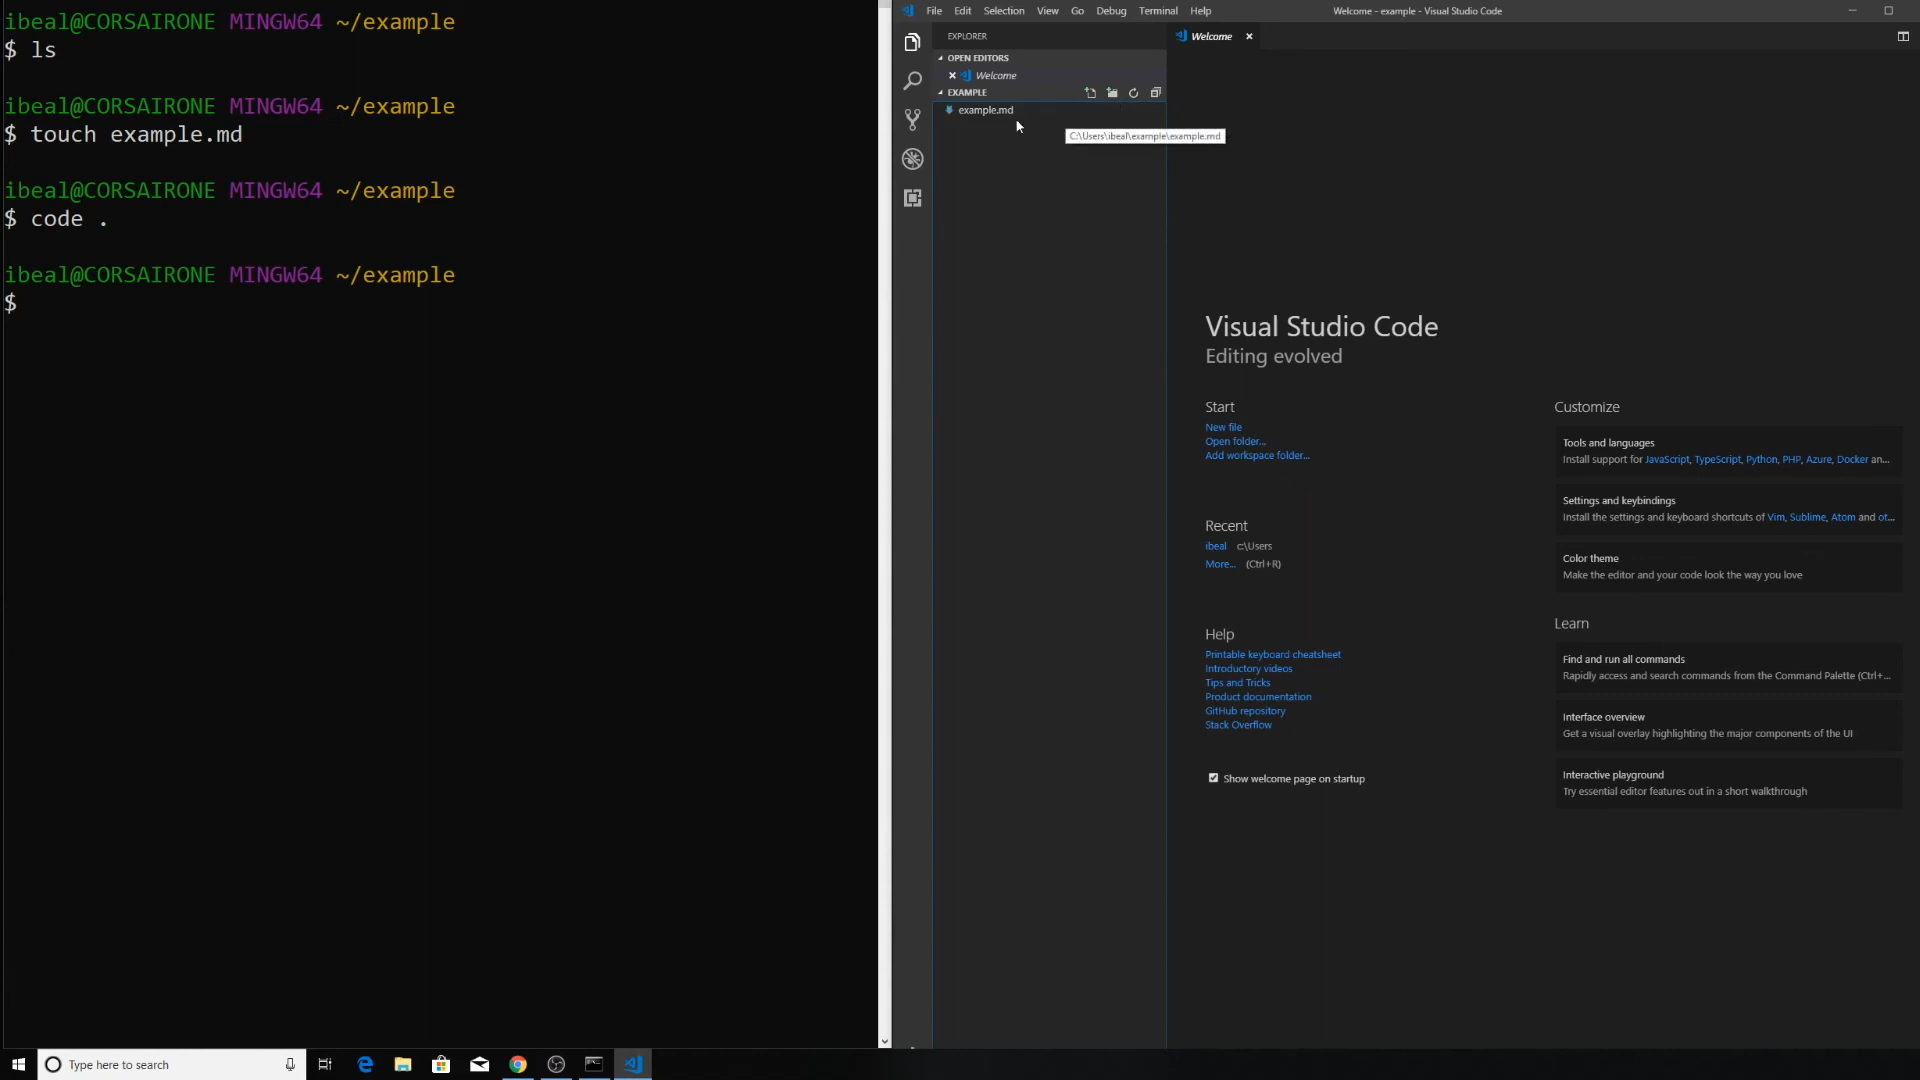 ibeal@CORSAIRONE MINGW64 ~/example
$ ls
ibeal@CORSAIRONE MINGW64 ~/example
$ touch example.md
ibeal@CORSAIRONE MINGW64 ~/example
$ code .
ibeal@CORSAIRONE MINGW64 ~/example
$
File Edit Selection View Go Debug Terminal Help
Welcome - example - Visual Studio Code
EXPLORER
OPEN EDITORS
Welcome
EXAMPLE
example.md
C:\Users\ibeal\example\example.md
Welcome
Visual Studio Code
Editing evolved
Start
New file
Open folder...
Add workspace folder...
Recent
ibeal c:\Users
More... (Ctrl+R)
Help
Printable keyboard cheatsheet
Introductory videos
Tips and Tricks
Product documentation
GitHub repository
Stack Overflow
Show welcome page on startup
Customize
Tools and languages
Install support for JavaScript, TypeScript, Python, PHP, Azure, Docker an...
Settings and keybindings
Install the settings and keyboard shortcuts of Vim, Sublime, Atom and ot...
Color theme
Make the editor and your code look the way you love
Learn
Find and run all commands
Rapidly access and search commands from the Command Palette (Ctrl+...
Interface overview
Get a visual overlay highlighting the major components of the UI
Interactive playground
Try essential editor features out in a short walkthrough
Type here to search